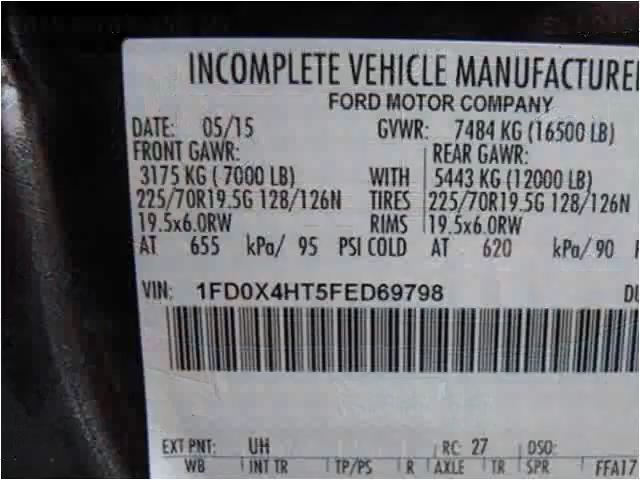 INCOMPLETE VEHICLE MANUFACTURE
FORD MOTOR COMPANY
DATE: 05/15 GVWR: 7484 KG (16500 LB)
FRONT GAWR: REAR GAWR:
3175 KG ( 7000 LB) WITH 5443 KG (12000 LB)
225/70R19.5G 128/126N TIRES 225/70R19.5G 128/126N
19.5x6.0RW RIMS 19.5x6.0RW
AT 655 kPa/ 95 PSI COLD AT 620 kPa/ 90
VIN: 1FD0X4HT5FED69798
EXT PNT: UH RC: 27 DSO:
WB INT TR TP/PS R AXLE TR SPR FFA17